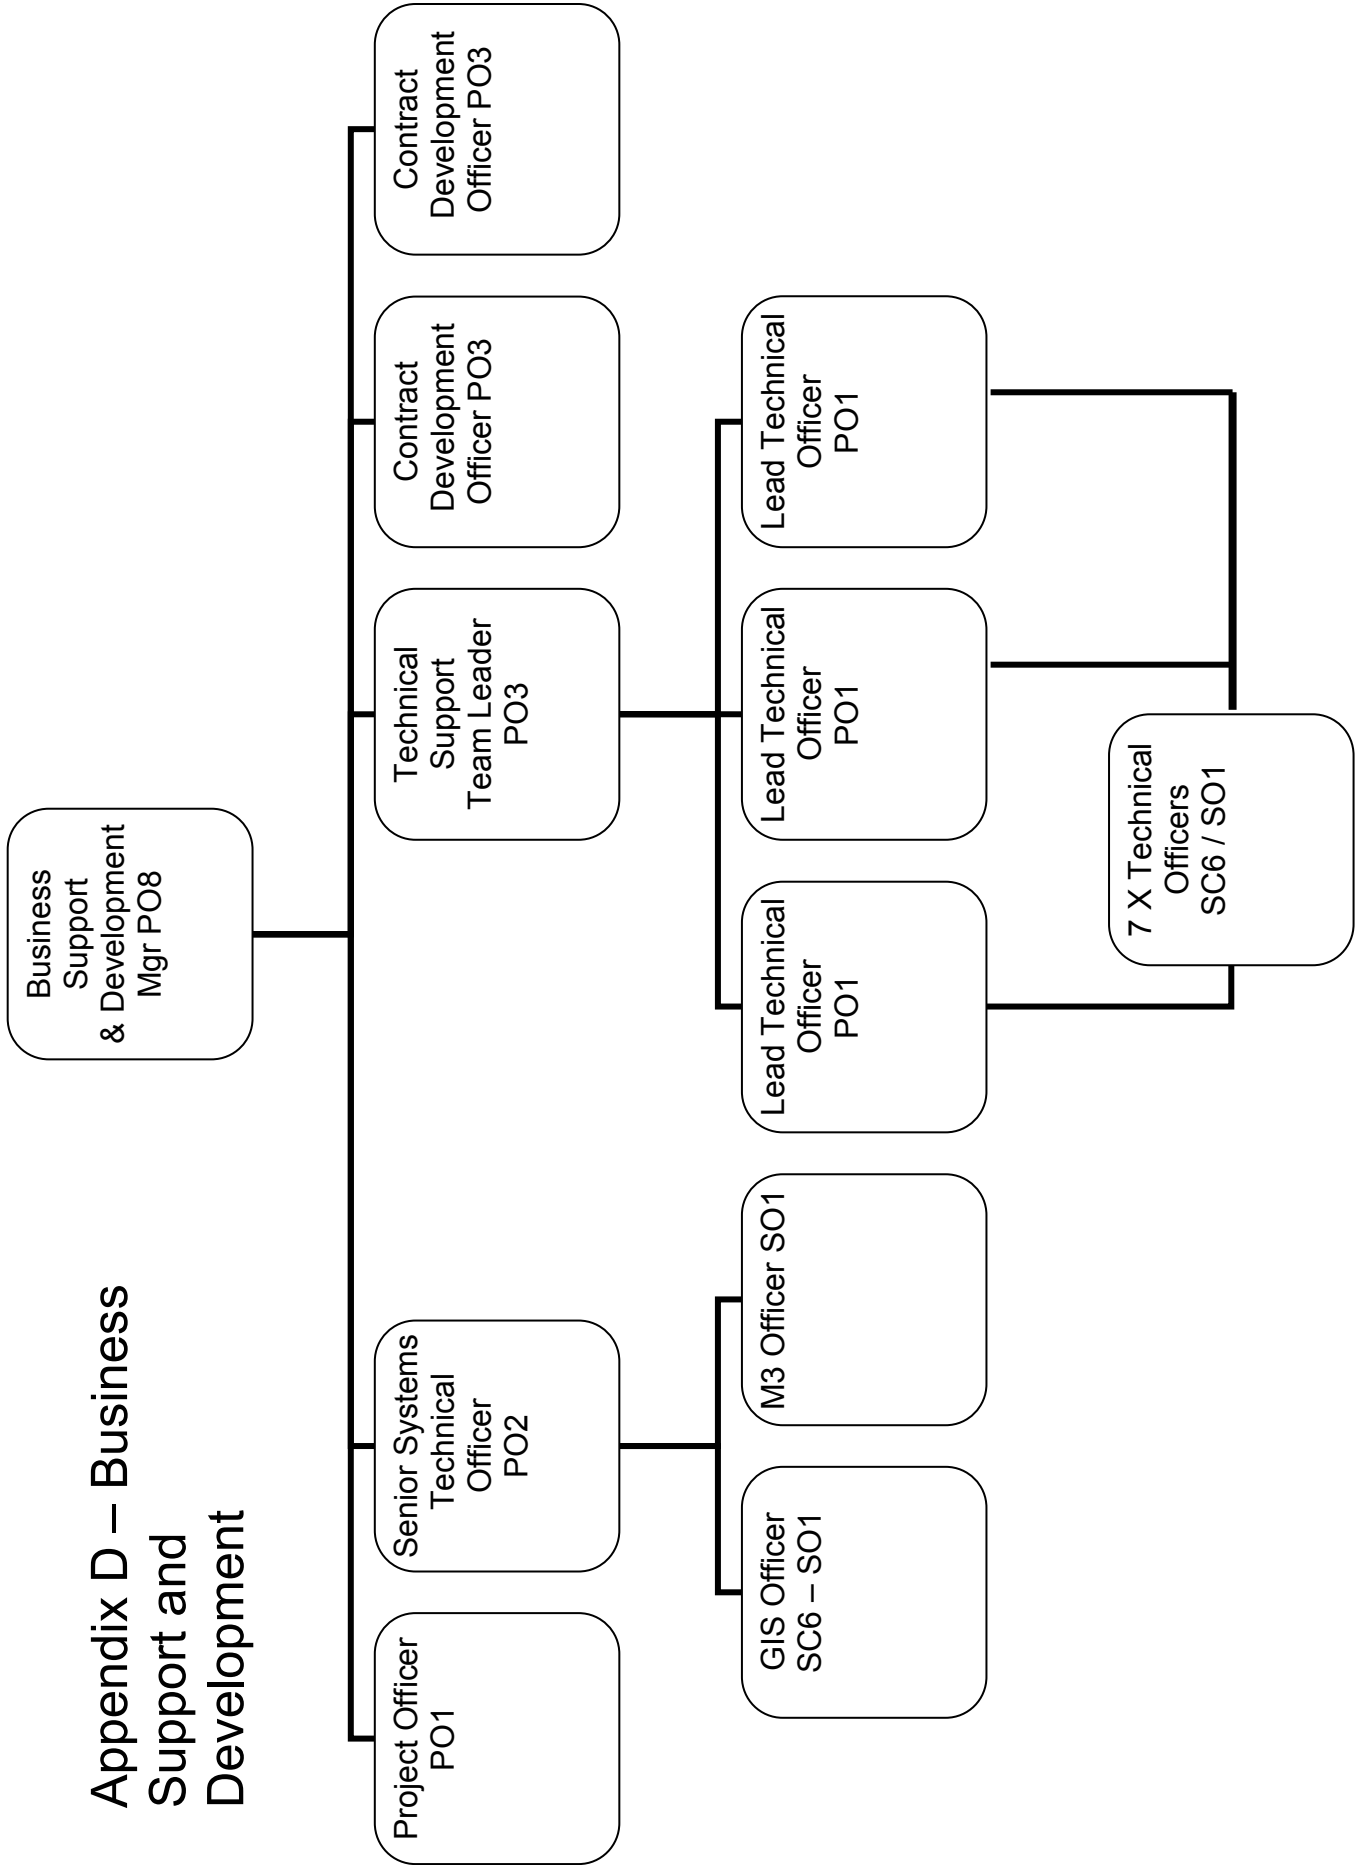 Appendix D – Business
Support and
Development
Business
Support
& Development
Mgr PO8
Project Officer
PO1
Senior Systems
Technical
Officer
PO2
Technical
Support
Team Leader
PO3
Contract
Development
Officer PO3
Contract
Development
Officer PO3
GIS Officer
SC6 – SO1
M3 Officer SO1
Lead Technical
Officer
PO1
Lead Technical
Officer
PO1
Lead Technical
Officer
PO1
7 X Technical
Officers
SC6 / SO1